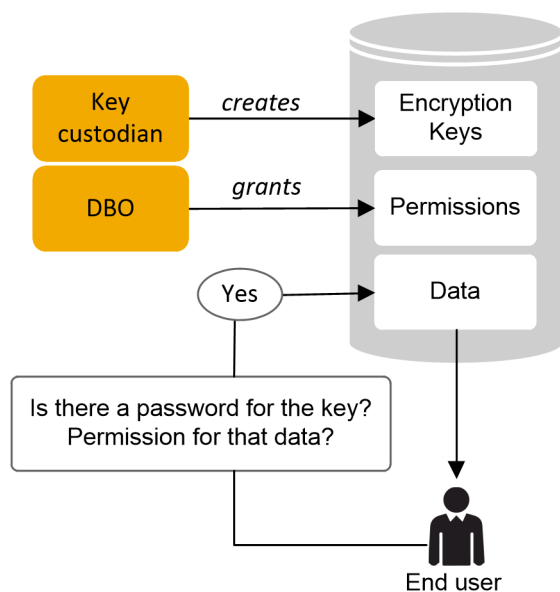 Key
custodian
creates
Encryption
Keys
DBO
grants
Permissions
Yes
Data
Is there a password for the key?
Permission for that data?
End user